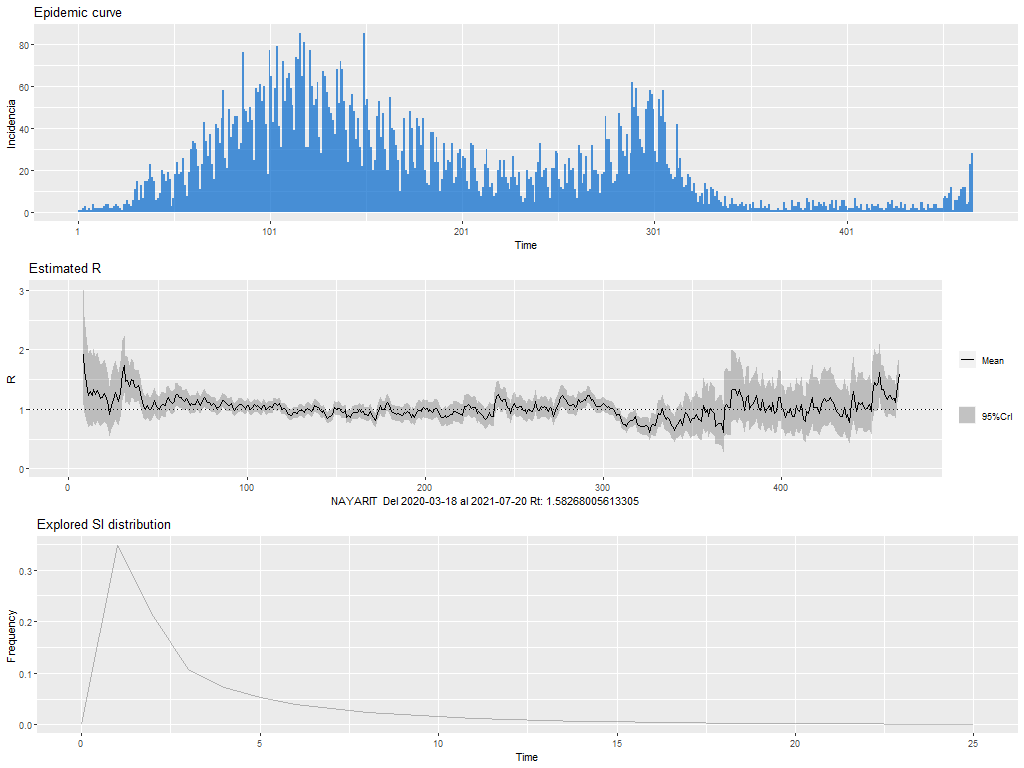 Epidemic curve
80
60
40
20
0
Incidencia
1
101
201
301
401
Time
Estimated R
3
2
1
0
R
Mean
95%CrI
0
100
200
300
400
NAYARIT Del 2020-03-18 al 2021-07-20 Rt: 1.58268005613305
Explored SI distribution
0.3
0.2
0.1
0.0
Frequency
0
5
10
15
20
25
Time